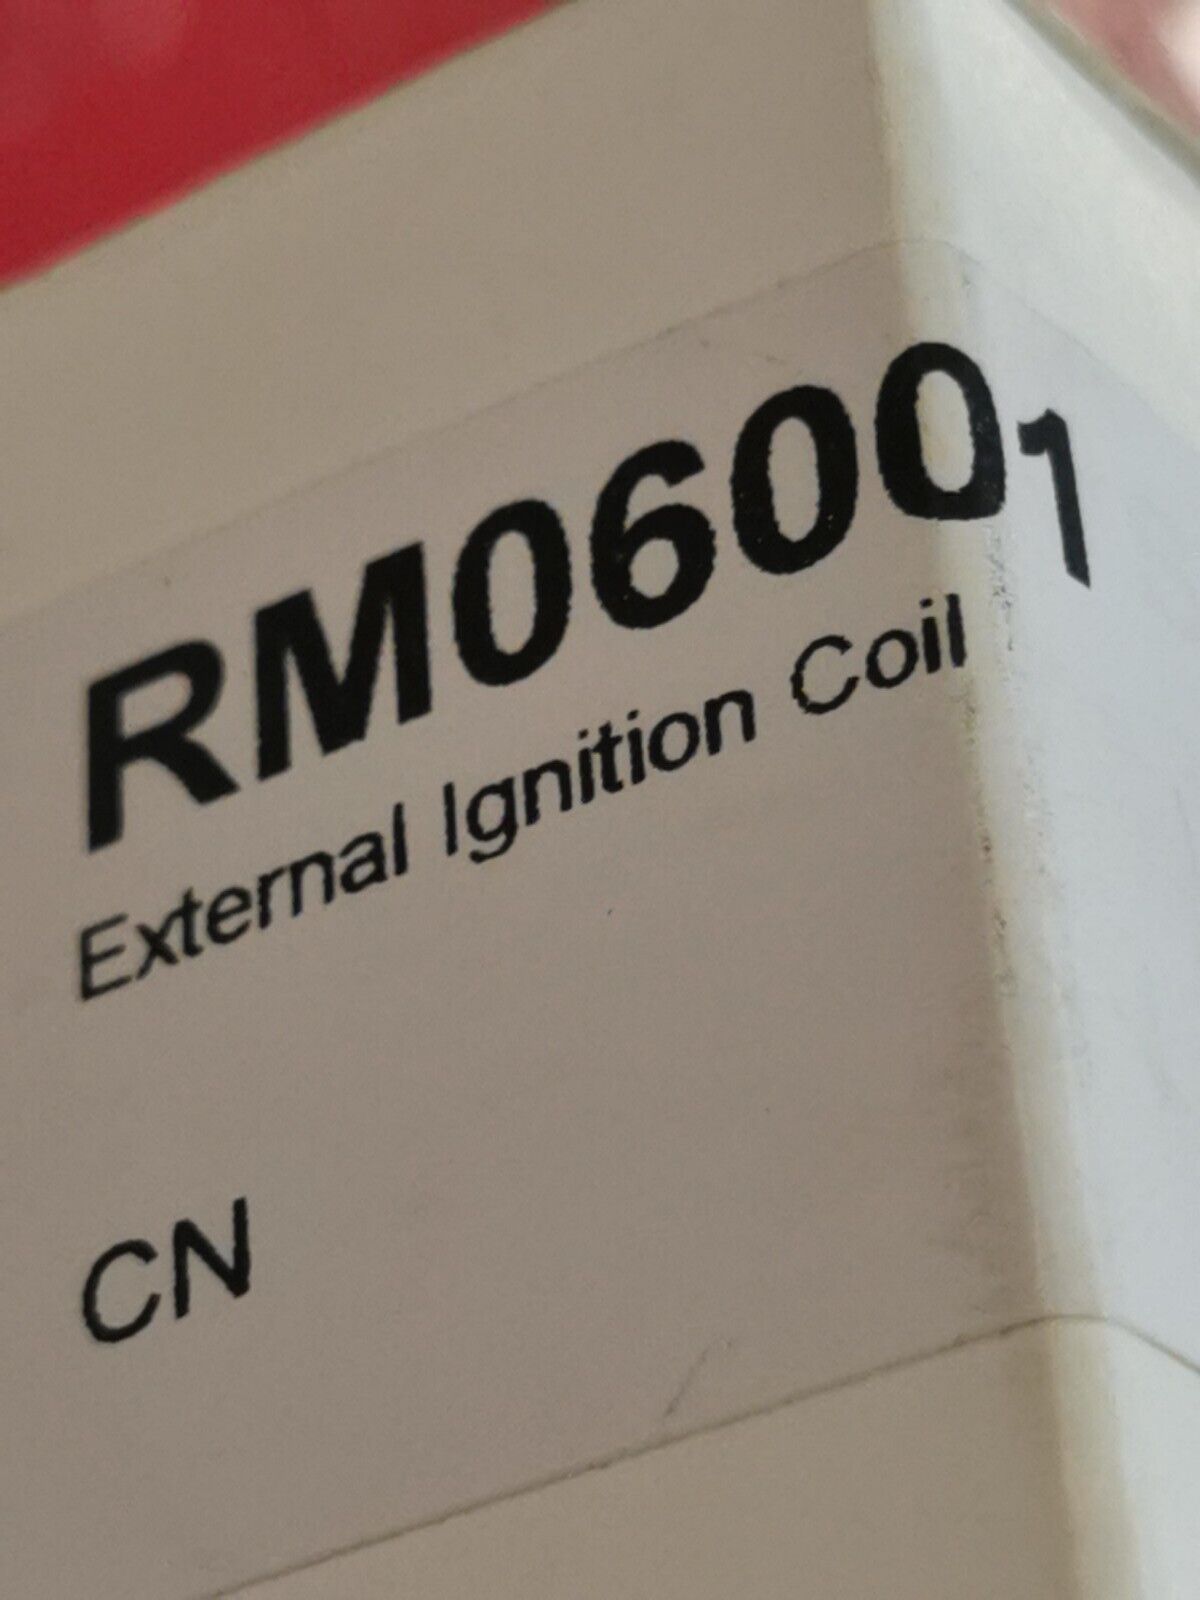 RM06001
External Ignition Coil
CN